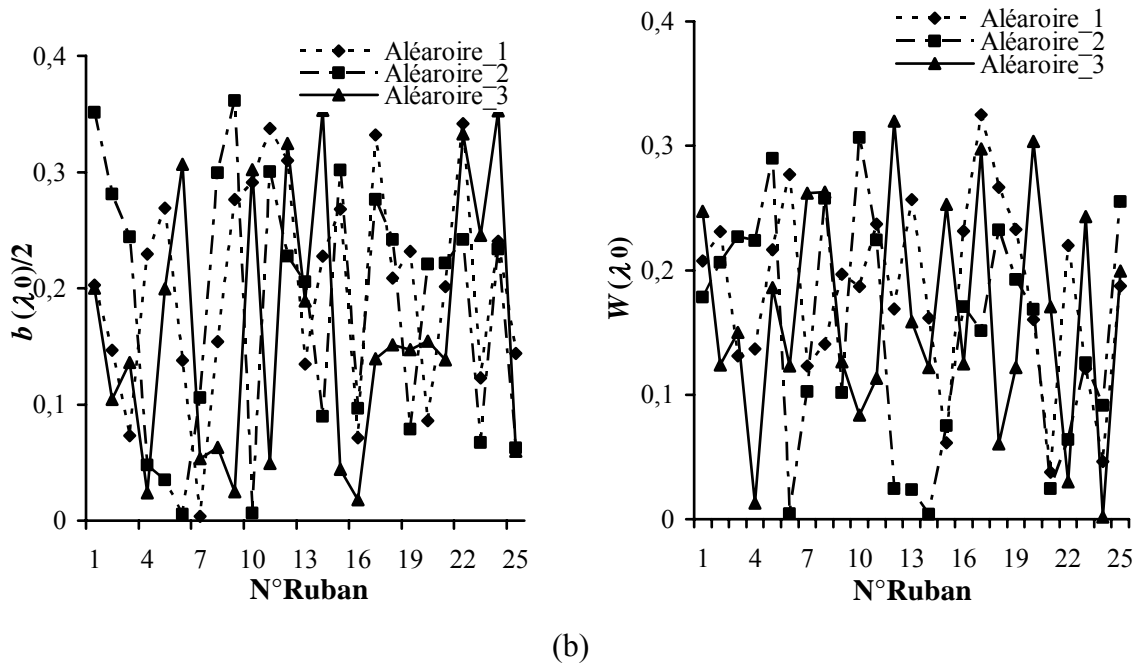 Aléaroire_1
Aléaroire_2
Aléaroire_3
b (λ0)/2
0,4
0,3
0,2
0,1
0
1 4 7 10 13 16 19 22 25
N°Ruban
Aléaroire_1
Aléaroire_2
Aléaroire_3
W (λ0)
0,4
0,3
0,2
0,1
0
1 4 7 10 13 16 19 22 25
N°Ruban
(b)